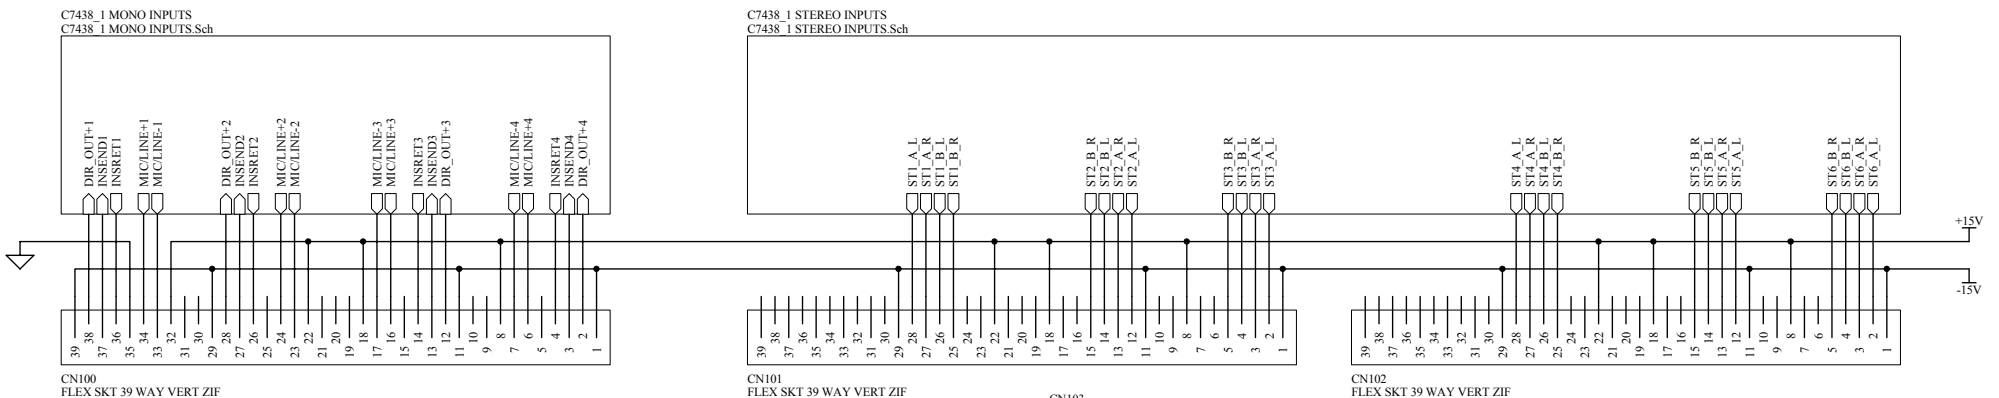 C7438_1 MONO INPUTS
C7438_1 MONO INPUTS.Sch
DIR_OUT+1
INSEND1
INSRET1
MIC/LINE+1
MIC/LINE-1
DIR_OUT+2
INSEND2
INSRET2
MIC/LINE+2
MIC/LINE-2
MIC/LINE-3
MIC/LINE+3
INSRET3
INSEND3
DIR_OUT+3
MIC/LINE-4
MIC/LINE+4
INSRET4
INSEND4
DIR_OUT+4
39 38 37 36 35 34 33 32 31 30 29 28 27 26 25 24 23 22 21 20 19 18 17 16 15 14 13 12 11 10 9 8 7 6 5 4 3 2 1
CN100
FLEX SKT 39 WAY VERT ZIF
C7438_1 STEREO INPUTS
C7438_1 STEREO INPUTS.Sch
ST1_A_L
ST1_A_R
ST1_B_L
ST1_B_R
ST2_B_R
ST2_B_L
ST2_A_R
ST2_A_L
ST3_B_R
ST3_B_L
ST3_A_R
ST3_A_L
ST4_A_L
ST4_A_R
ST4_B_L
ST4_B_R
ST5_B_R
ST5_B_L
ST5_A_R
ST5_A_L
ST6_B_R
ST6_B_L
ST6_A_R
ST6_A_L
+15V
-15V
39 38 37 36 35 34 33 32 31 30 29 28 27 26 25 24 23 22 21 20 19 18 17 16 15 14 13 12 11 10 9 8 7 6 5 4 3 2 1
CN101
FLEX SKT 39 WAY VERT ZIF
39 38 37 36 35 34 33 32 31 30 29 28 27 26 25 24 23 22 21 20 19 18 17 16 15 14 13 12 11 10 9 8 7 6 5 4 3 2 1
CN102
FLEX SKT 39 WAY VERT ZIF